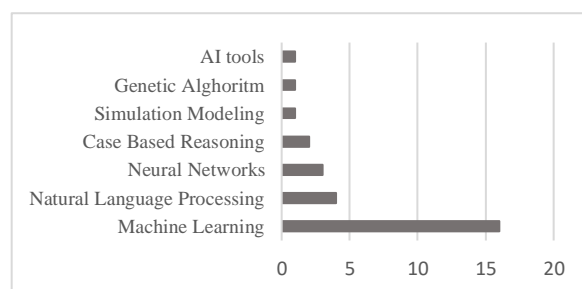 AI tools
Genetic Alghoritm
Simulation Modeling
Case Based Reasoning
Neural Networks
Natural Language Processing
Machine Learning
0 5 10 15 20